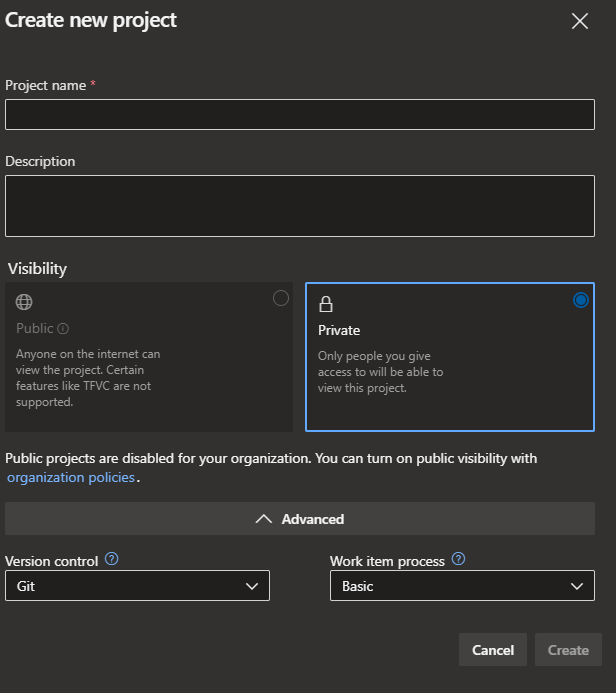 Create new project
Project name *
Description
Visibility
Public
Anyone on the internet can
view the project. Certain
features like TFVC are not
supported.
Private
Only people you give
access to will be able to
view this project.
Public projects are disabled for your organization. You can turn on public visibility with
organization policies.
Advanced
Version control
Git
Work item process
Basic
Cancel
Create